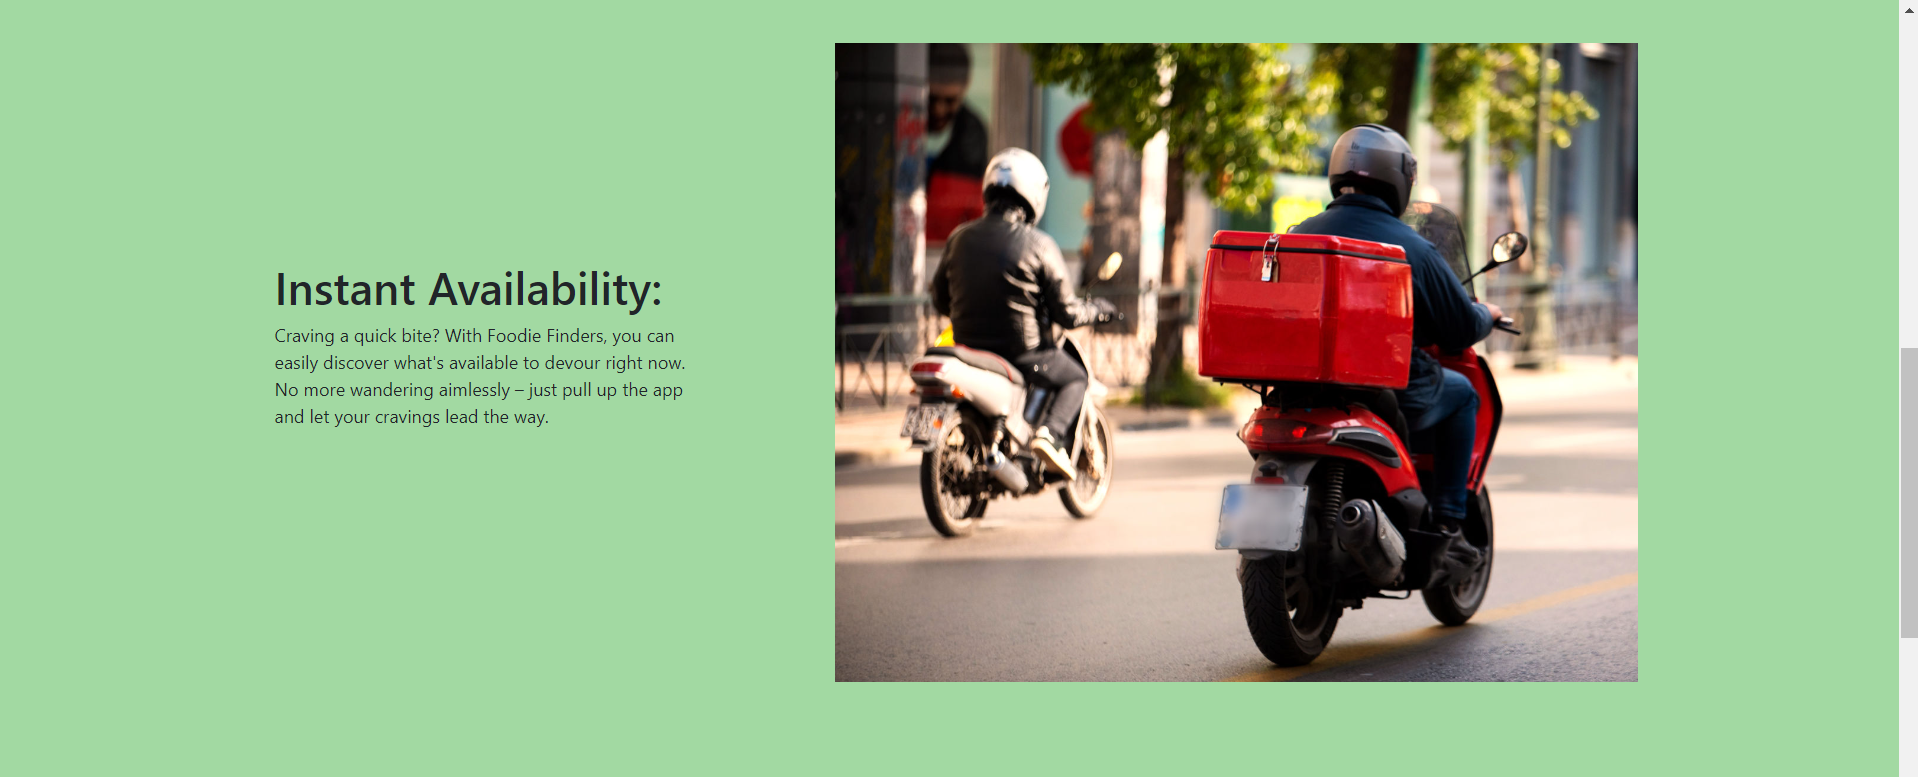 Instant Availability:
Craving a quick bite? With Foodie Finders, you can
easily discover what's available to devour right now.
No more wandering aimlessly – just pull up the app
and let your cravings lead the way.